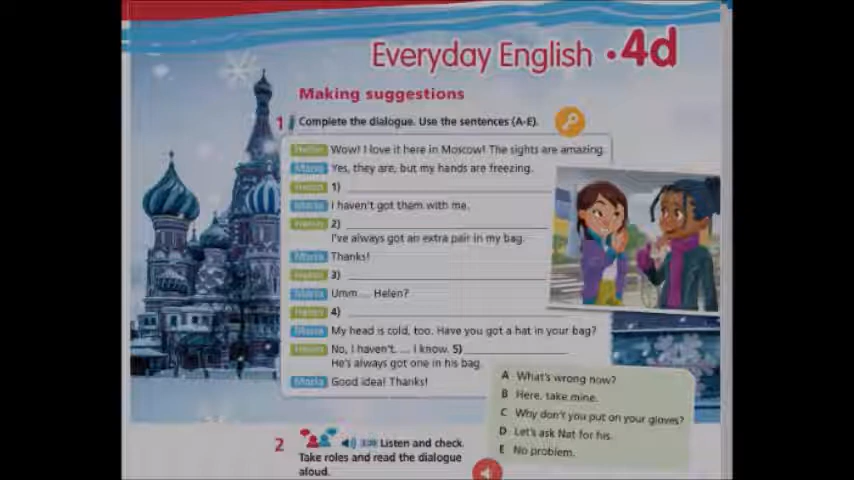 Everyday English • 4d
Making suggestions
1 Complete the dialogue. Use the sentences (A-E).
Helen Wow! I love it here in Moscow! The sights are amazing.
Maria Yes, they are, but my hands are freezing.
Helen 1)
Maria I haven't got them with me.
Helen 2)
I've always got an extra pair in my bag.
Maria Thanks!
Helen 3)
Maria Umm ... Helen?
Helen 4)
Maria My head is cold, too. Have you got a hat in your bag?
Helen No, I haven't. ... I know. 5)
He's always got one in his bag.
Maria Good idea! Thanks!
A What's wrong now?
B Here, take mine.
C Why don't you put on your gloves?
D Let's ask Nat for his.
E No problem.
2 Listen and check.
Take roles and read the dialogue
aloud.